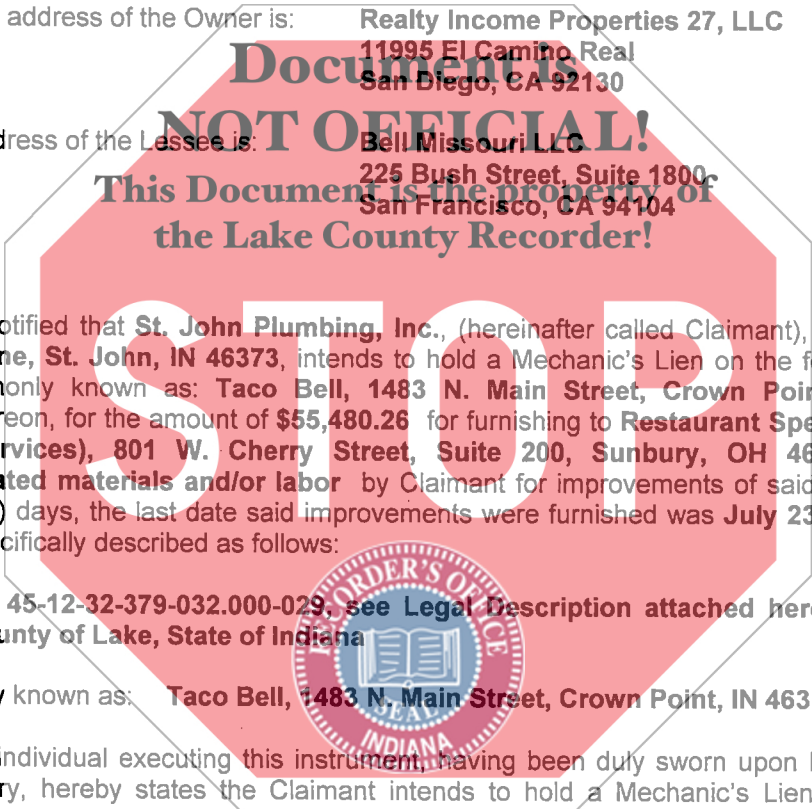 address of the Owner is: Realty Income Properties 27, LLC
11995 El Camino Real
San Diego, CA 92130
Document is
NOT OFFICIAL!
This Document is the property of
the Lake County Recorder!
dress of the Lessee is: Bell Missouri LLC
225 Bush Street, Suite 1800
San Francisco, CA 94104
STOP
otified that St. John Plumbing, Inc., (hereinafter called Claimant),
ne, St. John, IN 46373, intends to hold a Mechanic's Lien on the f
only known as: Taco Bell, 1483 N. Main Street, Crown Poi
reon, for the amount of $55,480.26 for furnishing to Restaurant Spe
rvices), 801 W. Cherry Street, Suite 200, Sunbury, OH 46
ated materials and/or labor by Claimant for improvements of said
) days, the last date said improvements were furnished was July 23
cifically described as follows:
45-12-32-379-032.000-029, see Legal Description attached her
unty of Lake, State of Indiana
RECORDER'S OFFICE
SEAL
INDIANA
y known as: Taco Bell, 1483 N. Main Street, Crown Point, IN 463
individual executing this instrument, having been duly sworn upon
ry, hereby states the Claimant intends to hold a Mechanic's Lien